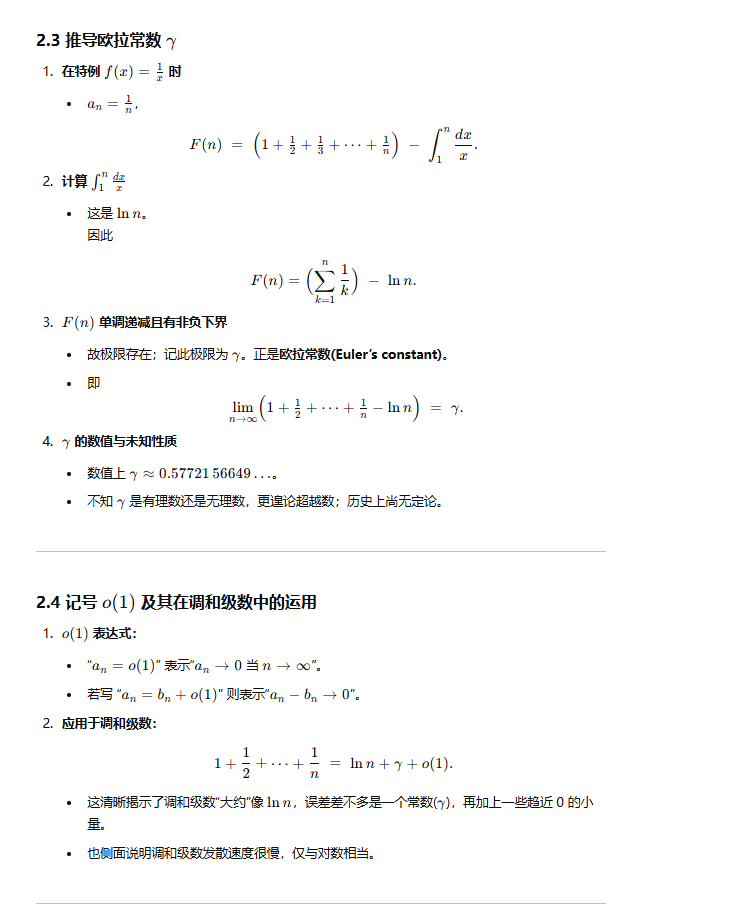 2.3 推导欧拉常数 γ
1. 在特例 f(x) = 1/x 时
• a_n = 1/n,
F(n) = (1 + 1/2 + 1/3 + ⋯ + 1/n) − ∫_1^n dx/x.
2. 计算 ∫_1^n dx/x
• 这是 ln n。
因此
F(n) = (∑_{k=1}^n 1/k) − ln n.
3. F(n) 单调递减且有非负下界
• 故极限存在；记此极限为 γ。正是欧拉常数(Euler's constant)。
• 即
lim_{n→∞} (1 + 1/2 + ⋯ + 1/n − ln n) = γ.
4. γ 的数值与未知性质
• 数值上 γ ≈ 0.57721 56649…。
• 不知 γ 是有理数还是无理数，更遑论超越数；历史上尚无定论。
2.4 记号 o(1) 及其在调和级数中的运用
1. o(1) 表达式：
• “a_n = o(1)” 表示“a_n → 0 当 n → ∞”。
• 若写 “a_n = b_n + o(1)” 则表示“a_n − b_n → 0”。
2. 应用于调和级数：
1 + 1/2 + ⋯ + 1/n = ln n + γ + o(1).
• 这清晰揭示了调和级数“大约”像 ln n，误差差不多是一个常数(γ)，再加上一些趋近 0 的小
量。
• 也侧面说明调和级数发散速度很慢，仅与对数相当。